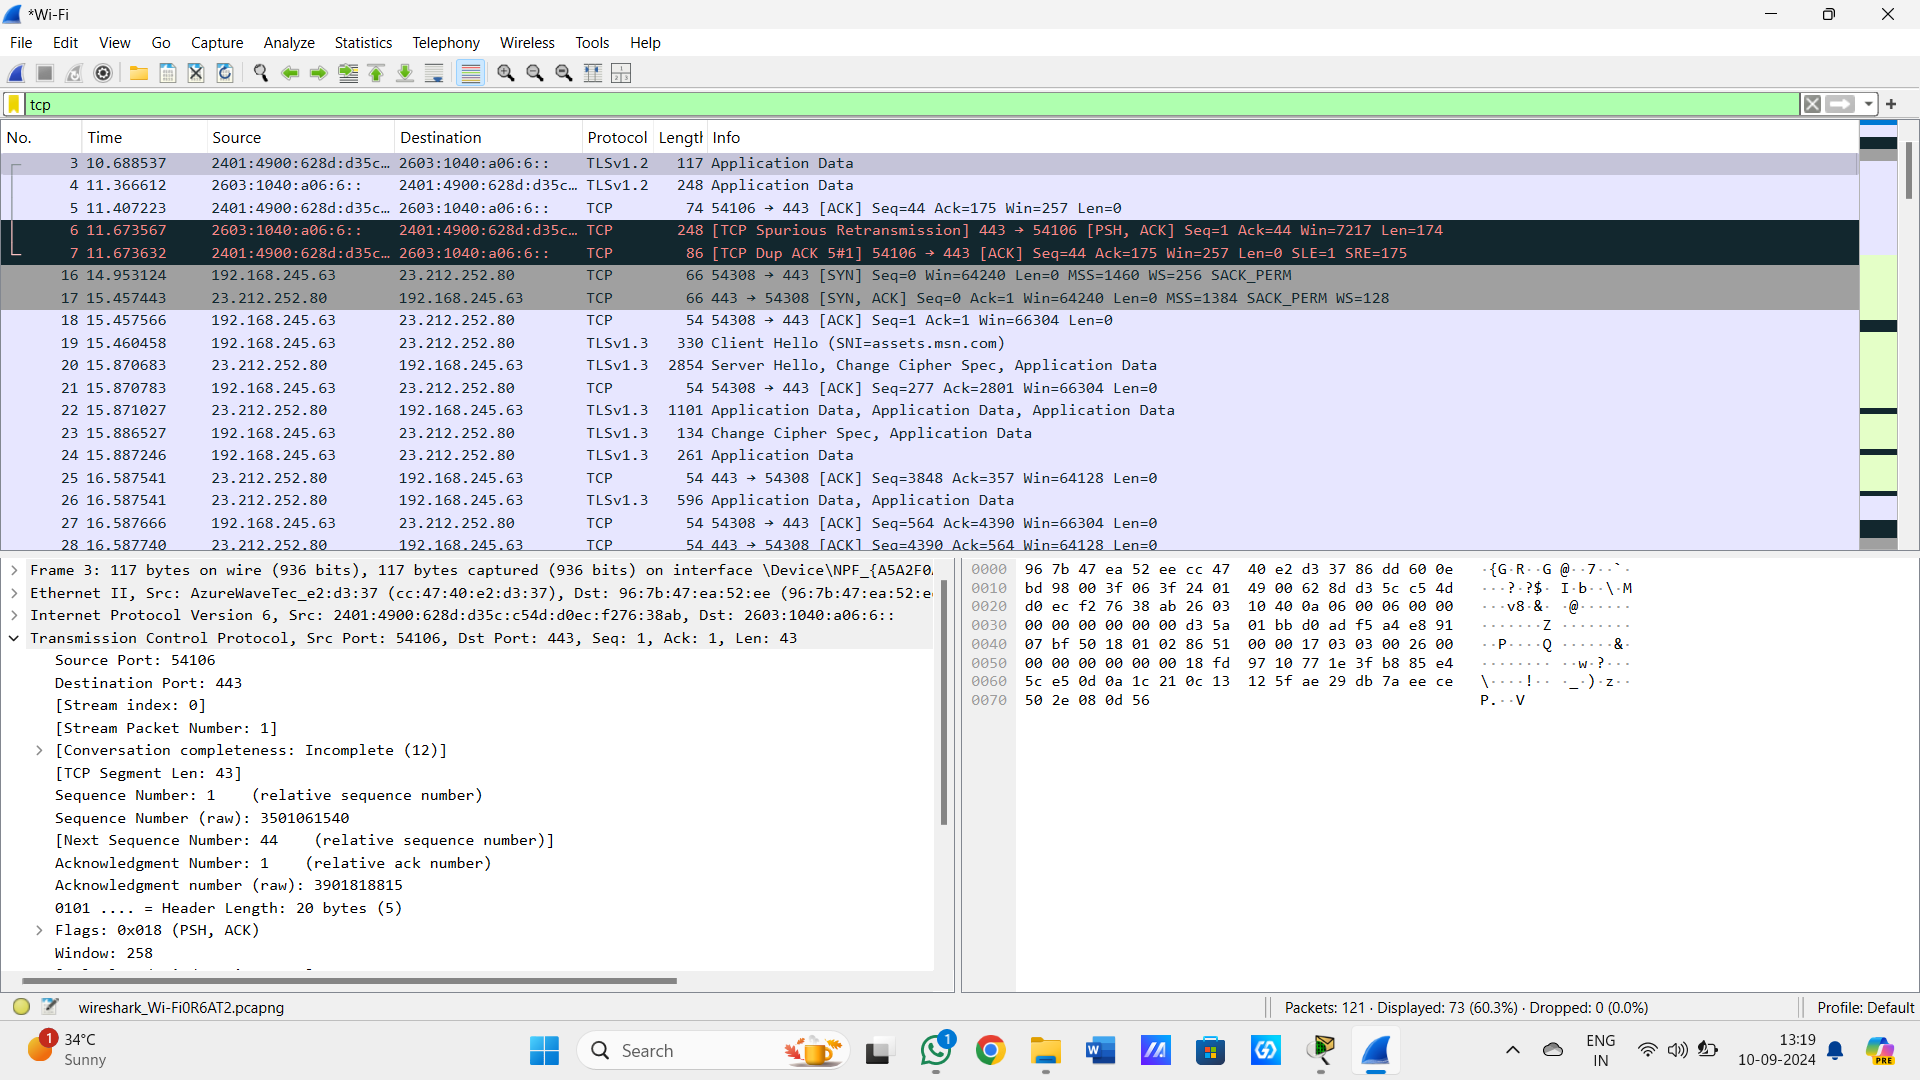 *Wi-Fi
File Edit View Go Capture Analyze Statistics Telephony Wireless Tools Help
tcp
No. Time Source Destination Protocol Length Info
3 10.688537 2401:4900:628d:d35c… 2603:1040:a06:6:: TLSv1.2 117 Application Data
4 11.366612 2603:1040:a06:6:: 2401:4900:628d:d35c… TLSv1.2 248 Application Data
5 11.407223 2401:4900:628d:d35c… 2603:1040:a06:6:: TCP 74 54106 → 443 [ACK] Seq=44 Ack=175 Win=257 Len=0
6 11.673567 2603:1040:a06:6:: 2401:4900:628d:d35c… TCP 248 [TCP Spurious Retransmission] 443 → 54106 [PSH, ACK] Seq=1 Ack=44 Win=7217 Len=174
7 11.673632 2401:4900:628d:d35c… 2603:1040:a06:6:: TCP 86 [TCP Dup ACK 5#1] 54106 → 443 [ACK] Seq=44 Ack=175 Win=257 Len=0 SLE=1 SRE=175
16 14.953124 192.168.245.63 23.212.252.80 TCP 66 54308 → 443 [SYN] Seq=0 Win=64240 Len=0 MSS=1460 WS=256 SACK_PERM
17 15.457443 23.212.252.80 192.168.245.63 TCP 66 443 → 54308 [SYN, ACK] Seq=0 Ack=1 Win=64240 Len=0 MSS=1384 SACK_PERM WS=128
18 15.457566 192.168.245.63 23.212.252.80 TCP 54 54308 → 443 [ACK] Seq=1 Ack=1 Win=66304 Len=0
19 15.460458 192.168.245.63 23.212.252.80 TLSv1.3 330 Client Hello (SNI=assets.msn.com)
20 15.870683 23.212.252.80 192.168.245.63 TLSv1.3 2854 Server Hello, Change Cipher Spec, Application Data
21 15.870783 192.168.245.63 23.212.252.80 TCP 54 54308 → 443 [ACK] Seq=277 Ack=2801 Win=66304 Len=0
22 15.871027 23.212.252.80 192.168.245.63 TLSv1.3 1101 Application Data, Application Data, Application Data
23 15.886527 192.168.245.63 23.212.252.80 TLSv1.3 134 Change Cipher Spec, Application Data
24 15.887246 192.168.245.63 23.212.252.80 TLSv1.3 261 Application Data
25 16.587541 23.212.252.80 192.168.245.63 TCP 54 443 → 54308 [ACK] Seq=3848 Ack=357 Win=64128 Len=0
26 16.587541 23.212.252.80 192.168.245.63 TLSv1.3 596 Application Data, Application Data
27 16.587666 192.168.245.63 23.212.252.80 TCP 54 54308 → 443 [ACK] Seq=564 Ack=4390 Win=66304 Len=0
28 16.587740 23.212.252.80 192.168.245.63 TCP 54 443 → 54308 [ACK] Seq=4390 Ack=564 Win=64128 Len=0
Frame 3: 117 bytes on wire (936 bits), 117 bytes captured (936 bits) on interface \Device\NPF_{A5A2F0
Ethernet II, Src: AzureWaveTec_e2:d3:37 (cc:47:40:e2:d3:37), Dst: 96:7b:47:ea:52:ee (96:7b:47:ea:52:e
Internet Protocol Version 6, Src: 2401:4900:628d:d35c:c54d:d0ec:f276:38ab, Dst: 2603:1040:a06:6::
Transmission Control Protocol, Src Port: 54106, Dst Port: 443, Seq: 1, Ack: 1, Len: 43
Source Port: 54106
Destination Port: 443
[Stream index: 0]
[Stream Packet Number: 1]
[Conversation completeness: Incomplete (12)]
[TCP Segment Len: 43]
Sequence Number: 1 (relative sequence number)
Sequence Number (raw): 3501061540
[Next Sequence Number: 44 (relative sequence number)]
Acknowledgment Number: 1 (relative ack number)
Acknowledgment number (raw): 3901818815
0101 .... = Header Length: 20 bytes (5)
Flags: 0x018 (PSH, ACK)
Window: 258
0000 96 7b 47 ea 52 ee cc 47 40 e2 d3 37 86 dd 60 0e ·{G·R··G @··7··`·
0010 bd 98 00 3f 06 3f 24 01 49 00 62 8d d3 5c c5 4d ···?·?$· I·b··\·M
0020 d0 ec f2 76 38 ab 26 03 10 40 0a 06 00 06 00 00 ···v8·&· ·@······
0030 00 00 00 00 00 00 d3 5a 01 bb d0 ad f5 a4 e8 91 ·······Z ········
0040 07 bf 50 18 01 02 86 51 00 00 17 03 03 00 26 00 ··P····Q ······&·
0050 00 00 00 00 00 00 18 fd 97 10 77 1e 3f b8 85 e4 ········ ··w·?···
0060 5c e5 0d 0a 1c 21 0c 13 12 5f ae 29 db 7a ee ce \····!·· ·_·)·z··
0070 50 2e 08 0d 56 P.··V
wireshark_Wi-Fi0R6AT2.pcapng Packets: 121 · Displayed: 73 (60.3%) · Dropped: 0 (0.0%) Profile: Default
1
34°C
Sunny
Search
1
W
PRE
ENG
IN
13:19
10-09-2024